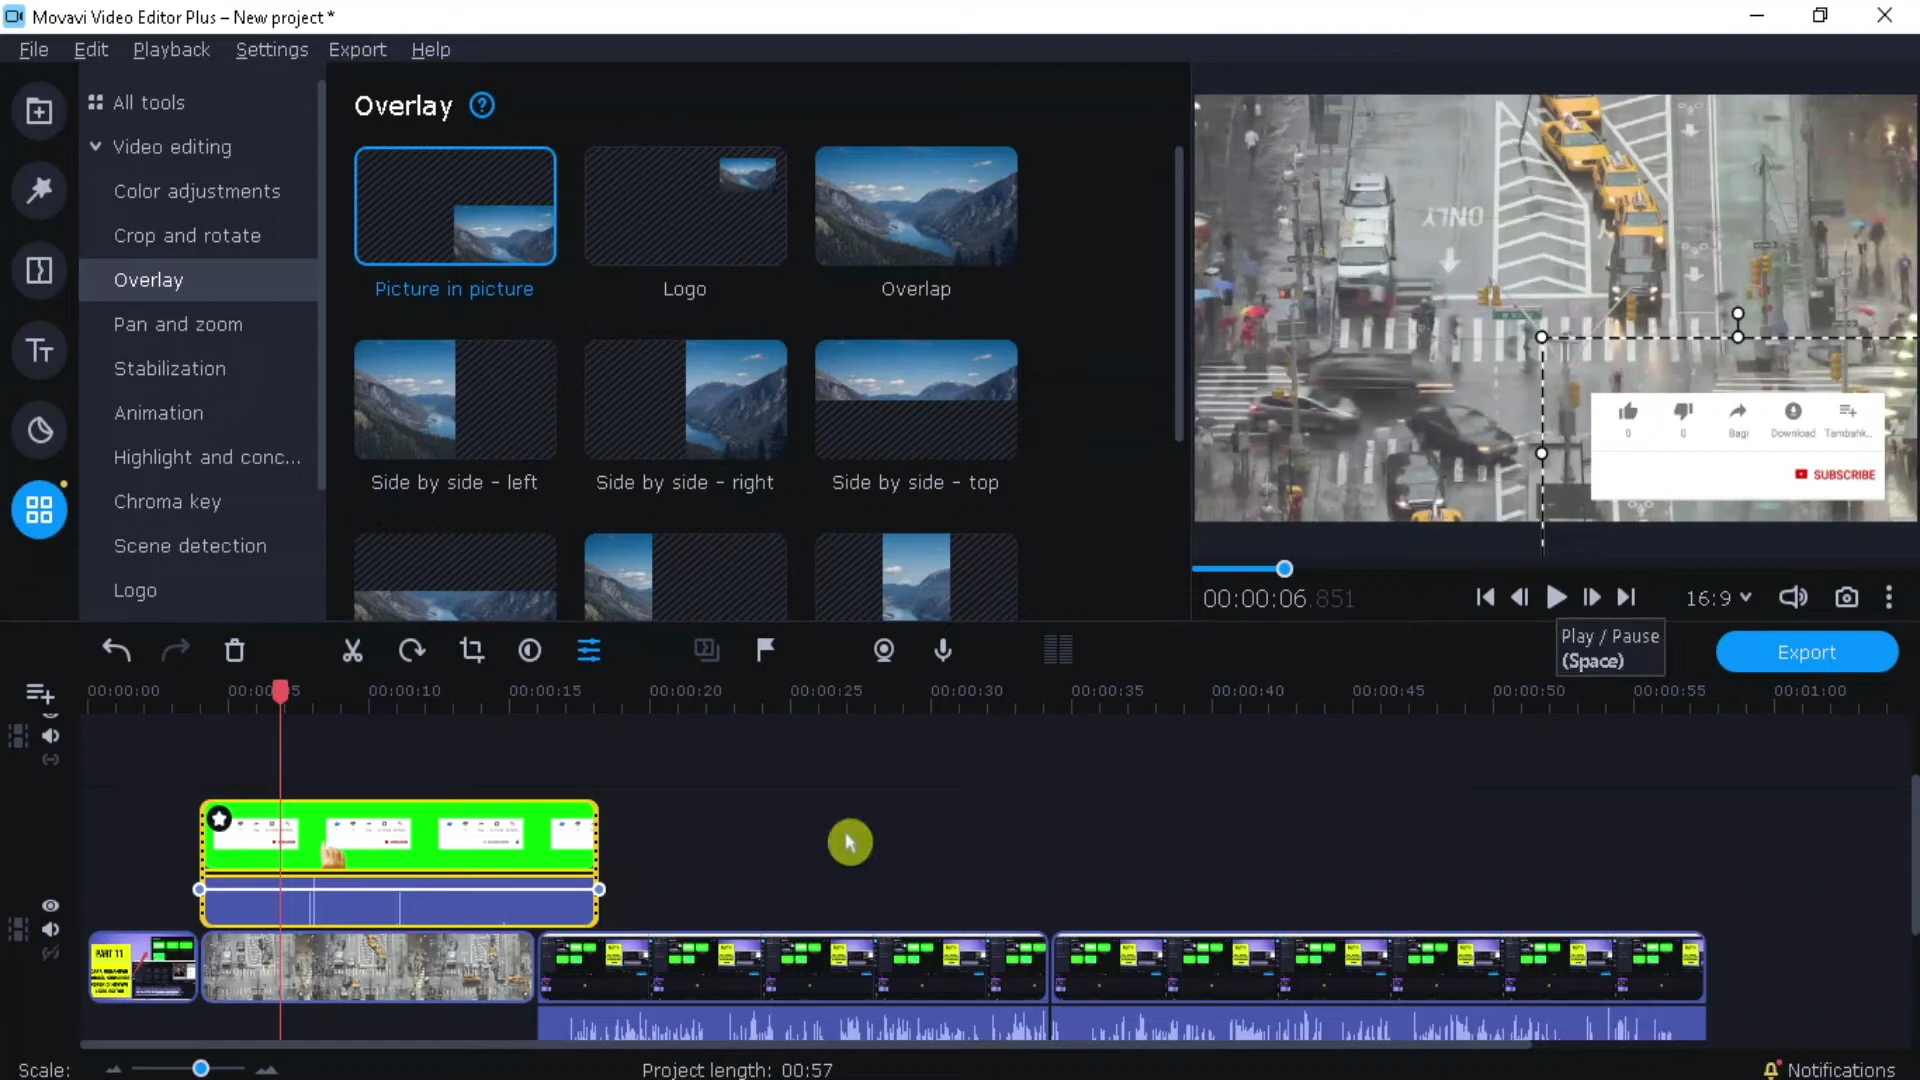 Movavi Video Editor Plus – New project *
File Edit Playback Settings Export Help
All tools
Video editing
Color adjustments
Crop and rotate
Overlay
Pan and zoom
Stabilization
Animation
Highlight and conc...
Chroma key
Scene detection
Logo
Overlay ?
Picture in picture
Logo
Overlap
Side by side - left
Side by side - right
Side by side - top
ONLY
0
0
Bagi
Download
Tambahk..
SUBSCRIBE
00:00:06.851
16:9
Play / Pause
(Space)
Export
00:00:00 00:00:05 00:00:10 00:00:15 00:00:20 00:00:25 00:00:30 00:00:35 00:00:40 00:00:45 00:00:50 00:00:55 00:01:00
PART 11
Scale:
Project length: 00:57
Notifications